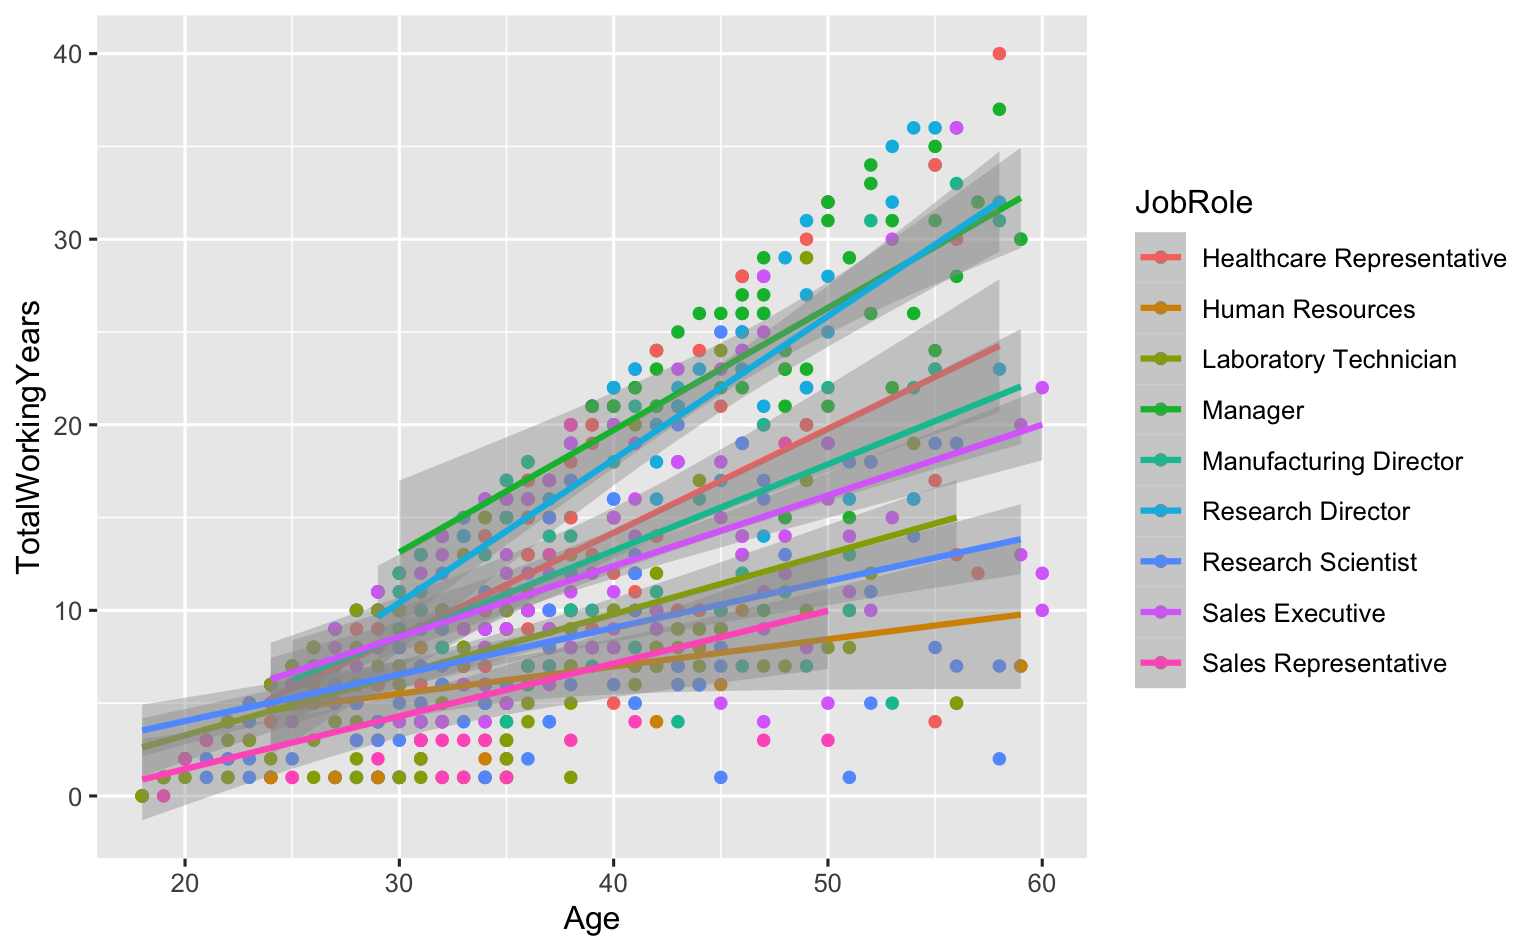 40
30
20
10
0
TotalWorkingYears
20 30 40 50 60
Age
JobRole
Healthcare Representative
Human Resources
Laboratory Technician
Manager
Manufacturing Director
Research Director
Research Scientist
Sales Executive
Sales Representative